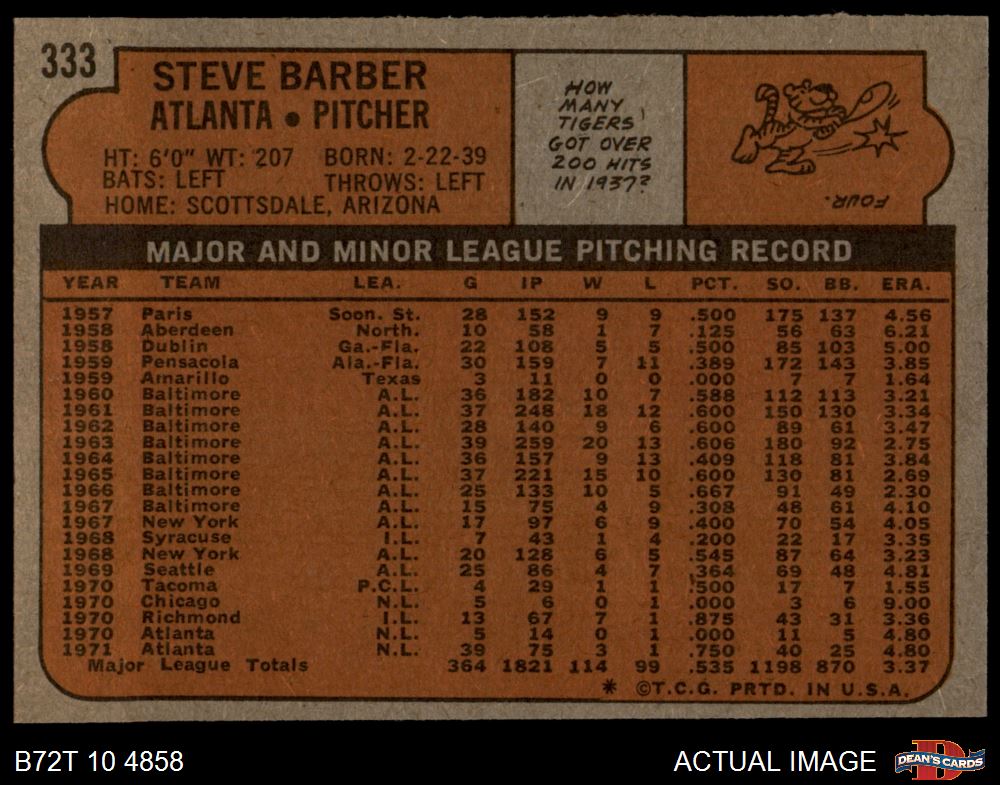 333
STEVE BARBER
ATLANTA • PITCHER
HT: 6'0" WT: 207 BORN: 2-22-39
BATS: LEFT THROWS: LEFT
HOME: SCOTTSDALE, ARIZONA
HOW
MANY
TIGERS
GOT OVER
200 HITS
IN 1937?
FOUR.
MAJOR AND MINOR LEAGUE PITCHING RECORD
YEAR TEAM LEA. G IP W L PCT. SO. BB. ERA.
1957 Paris Soon. St. 28 152 9 9 .500 175 137 4.56
1958 Aberdeen North. 10 58 1 7 .125 56 63 6.21
1958 Dublin Ga.-Fla. 22 108 5 5 .500 85 103 5.00
1959 Pensacola Ala.-Fla. 30 159 7 11 .389 172 143 3.85
1959 Amarillo Texas 3 11 0 0 .000 7 7 1.64
1960 Baltimore A.L. 36 182 10 7 .588 112 113 3.21
1961 Baltimore A.L. 37 248 18 12 .600 150 130 3.34
1962 Baltimore A.L. 28 140 9 6 .600 89 61 3.47
1963 Baltimore A.L. 39 259 20 13 .606 180 92 2.75
1964 Baltimore A.L. 36 157 9 13 .409 118 81 3.84
1965 Baltimore A.L. 37 221 15 10 .600 130 81 2.69
1966 Baltimore A.L. 25 133 10 5 .667 91 49 2.30
1967 Baltimore A.L. 15 75 4 9 .308 48 61 4.10
1967 New York A.L. 17 97 6 9 .400 70 54 4.05
1968 Syracuse I.L. 7 43 1 4 .200 22 17 3.35
1968 New York A.L. 20 128 6 5 .545 87 64 3.23
1969 Seattle A.L. 25 86 4 7 .364 69 48 4.81
1970 Tacoma P.C.L. 4 29 1 1 .500 17 7 1.55
1970 Chicago N.L. 5 6 0 1 .000 3 6 9.00
1970 Richmond I.L. 13 67 7 1 .875 43 31 3.36
1970 Atlanta N.L. 5 14 0 1 .000 11 5 4.80
1971 Atlanta N.L. 39 75 3 1 .750 40 25 4.80
Major League Totals 364 1821 114 99 .535 1198 870 3.37
* ©T.C.G. PRTD. IN U.S.A.
B72T 10 4858 ACTUAL IMAGE DEAN'S CARDS